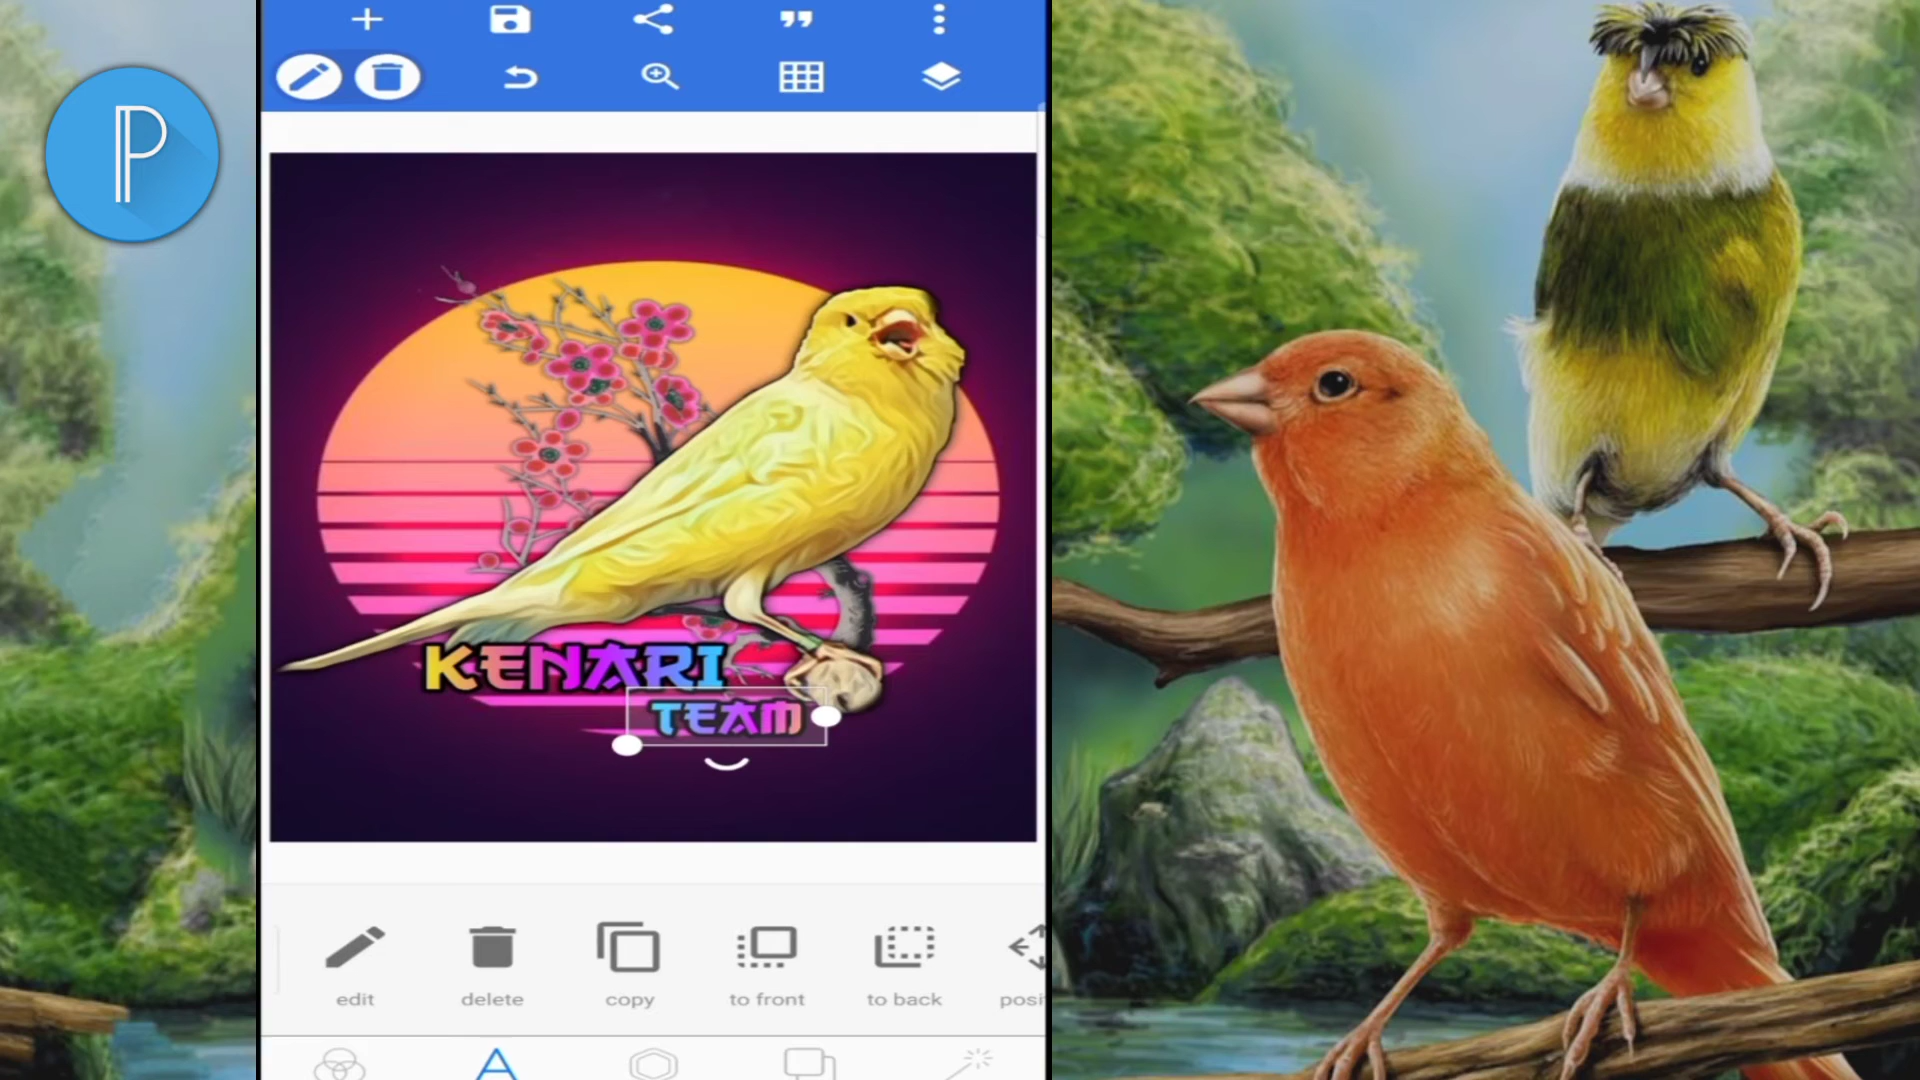 P
KENARI
TEAM
edit
delete
copy
to front
to back
posi